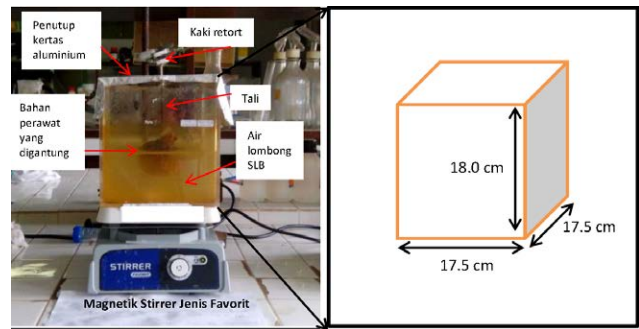 Penutup
kertas
aluminium
Kaki retort
Bahan
perawat
yang
digantung
Tali
Air
lombong
SLB
STIRRER
Magnetik Stirrer Jenis Favorit
18.0 cm
17.5 cm
17.5 cm